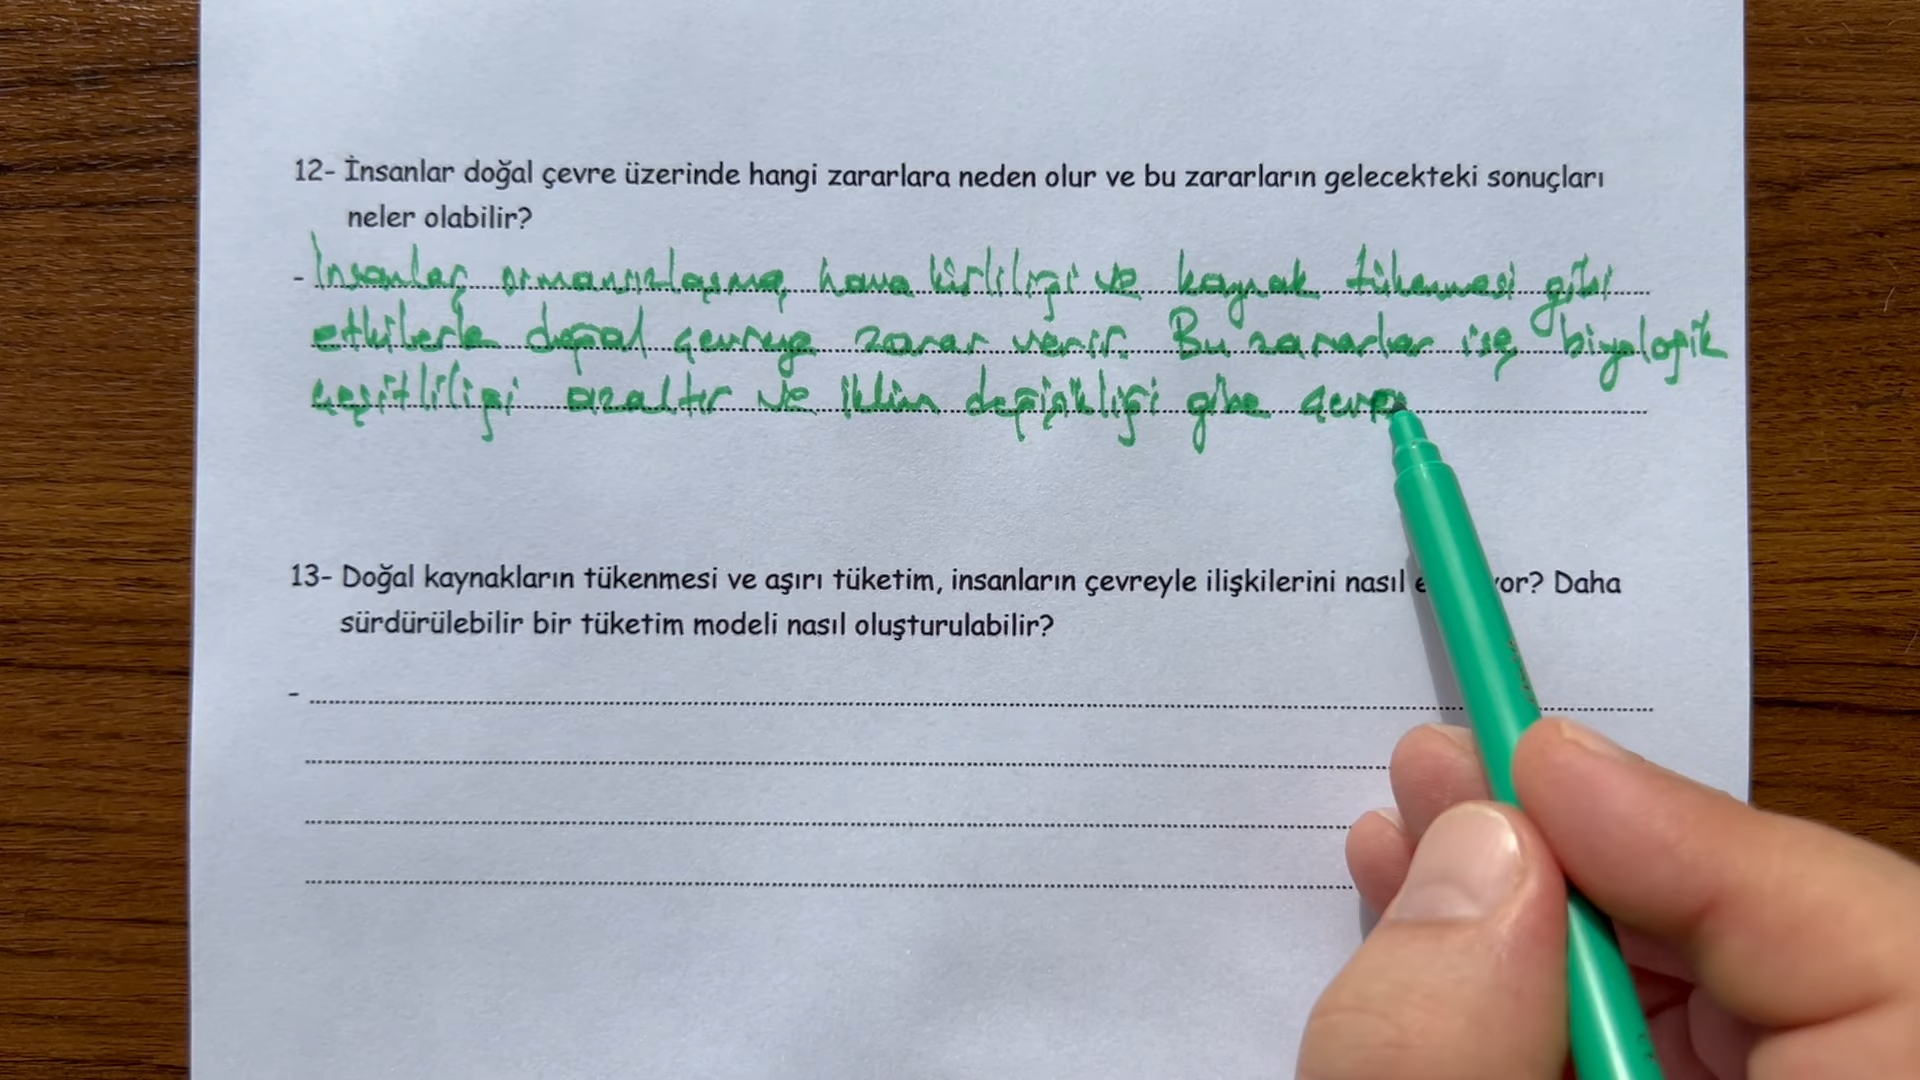 12- İnsanlar doğal çevre üzerinde hangi zararlara neden olur ve bu zararların gelecekteki sonuçları
neler olabilir?
- İnsanlar, ormansızlaşma, hava kirliliği ve kaynak tükenmesi gibi
etkilerle doğal çevreye zarar verir. Bu zararlar ise, biyolojik
çeşitliliği azaltır ve iklim değişikliği gibi
13- Doğal kaynakların tükenmesi ve aşırı tüketim, insanların çevreyle ilişkilerini nasıl Daha
sürdürülebilir bir tüketim modeli nasıl oluşturulabilir?
-